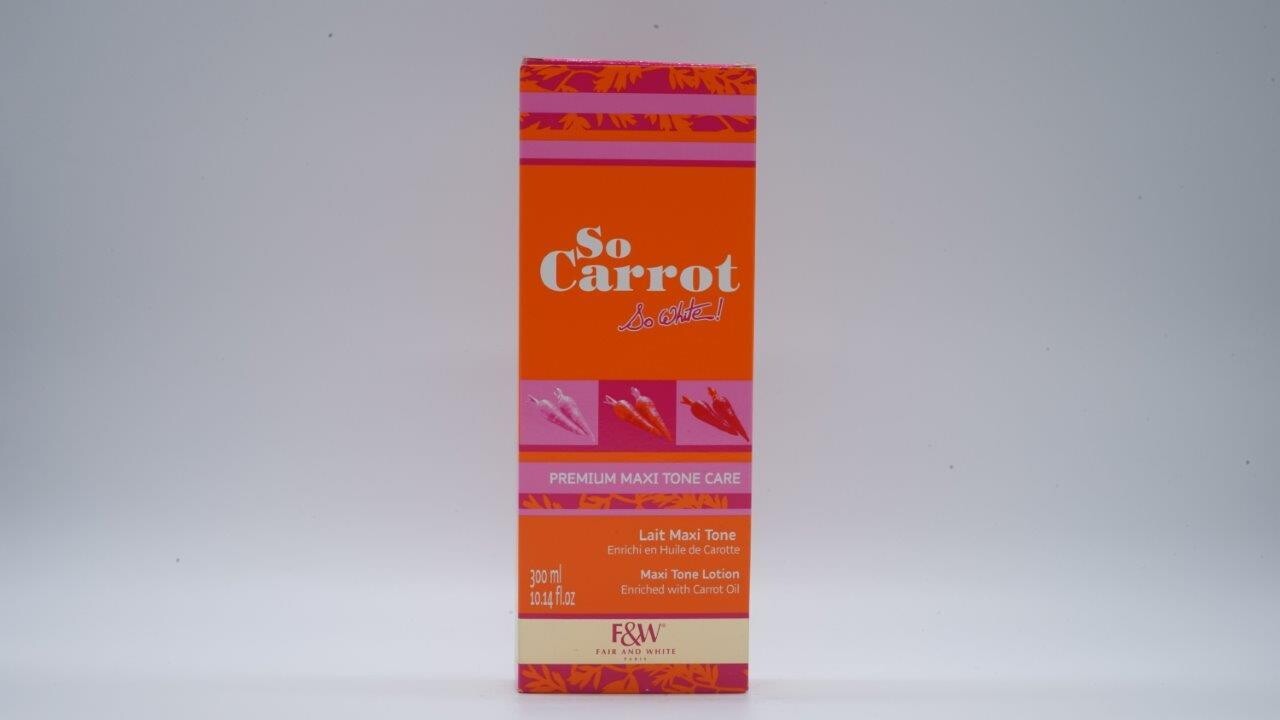 So
Carrot
So White!
PREMIUM MAXI TONE CARE
Lait Maxi Tone
Enrichi en Huile de Carotte
300 ml
10.14 fl.oz
Maxi Tone Lotion
Enriched with Carrot Oil
F&W®
FAIR AND WHITE
PARIS